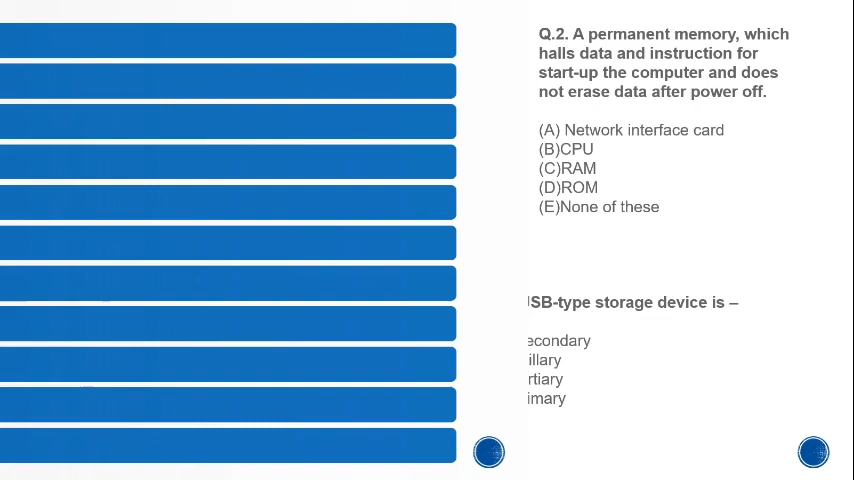 Q.2. A permanent memory, which
halls data and instruction for
start-up the computer and does
not erase data after power off.
(A) Network interface card
(B)CPU
(C)RAM
(D)ROM
(E)None of these
SB-type storage device is –
econdary
illary
rtiary
imary